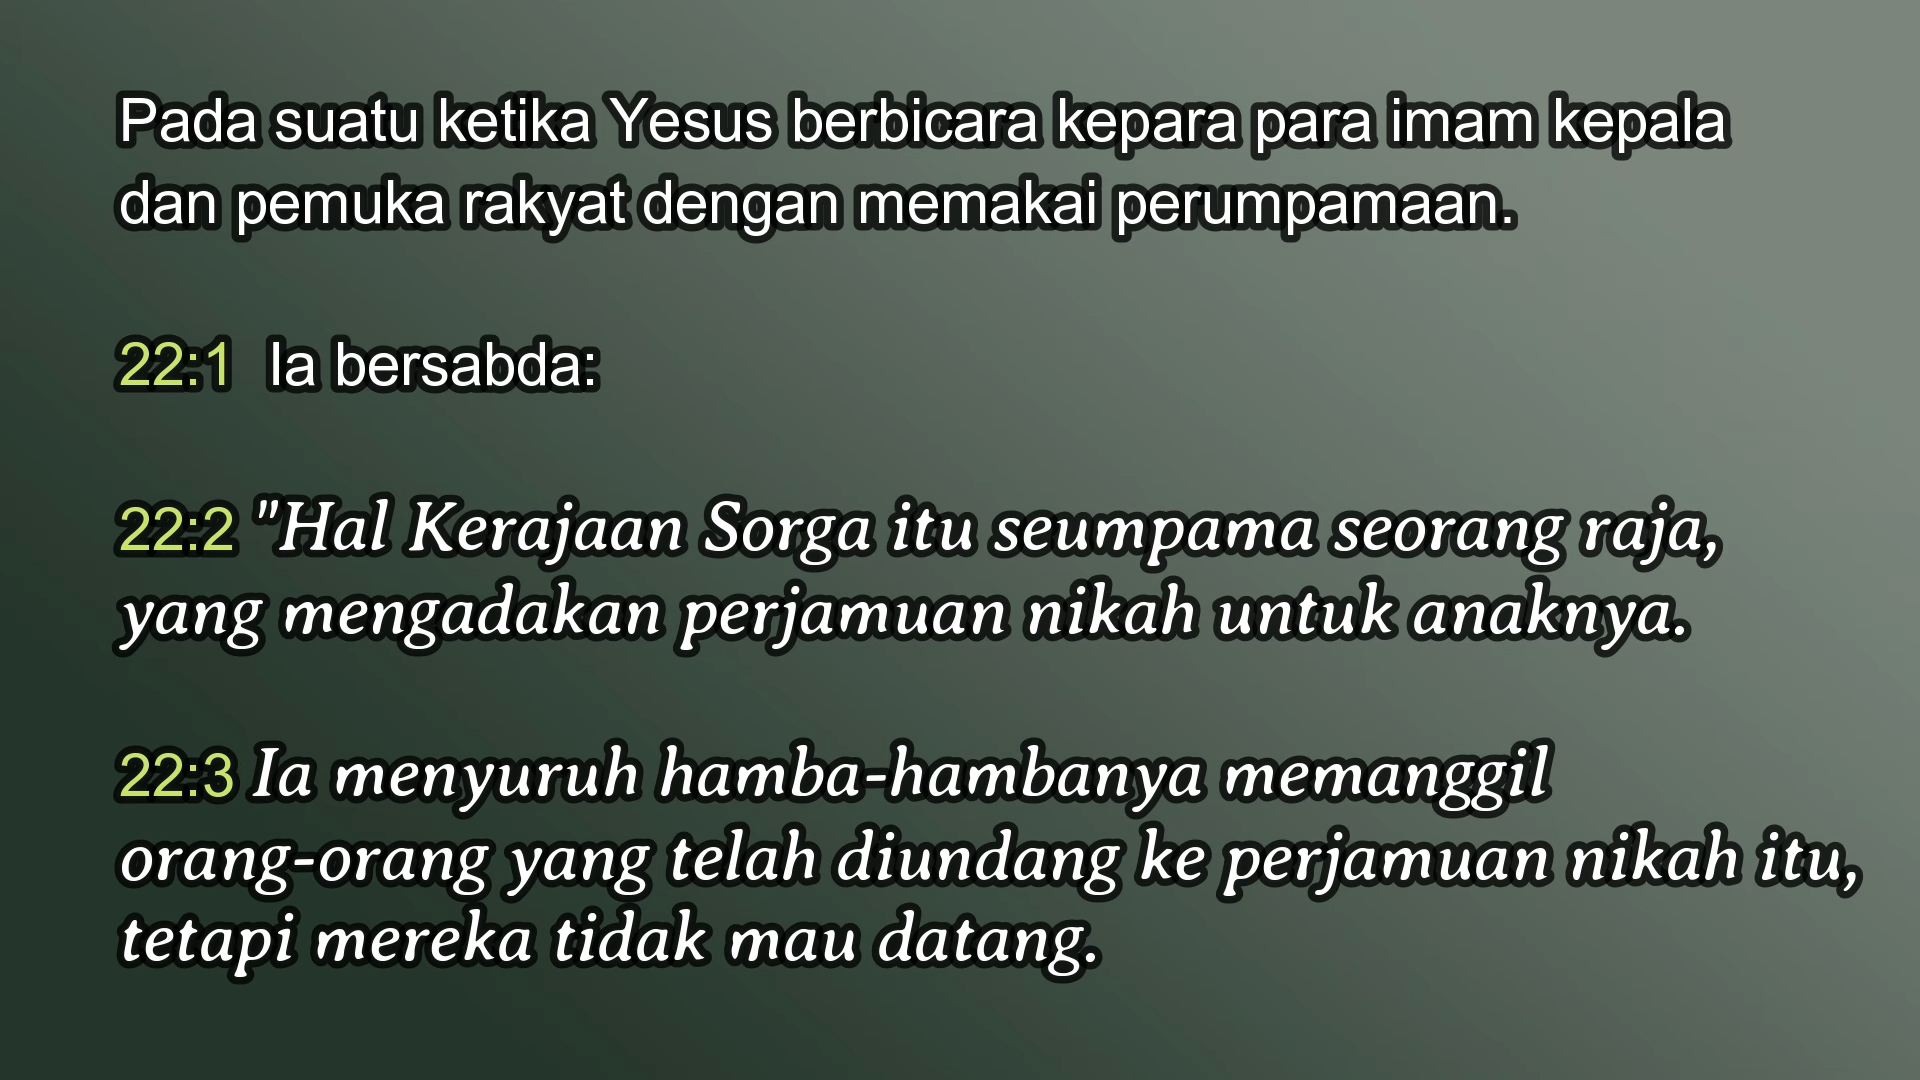 Pada suatu ketika Yesus berbicara kepara para imam kepala
dan pemuka rakyat dengan memakai perumpamaan.
22:1 Ia bersabda:
22:2 "Hal Kerajaan Sorga itu seumpama seorang raja,
yang mengadakan perjamuan nikah untuk anaknya.
22:3 Ia menyuruh hamba-hambanya memanggil
orang-orang yang telah diundang ke perjamuan nikah itu,
tetapi mereka tidak mau datang.